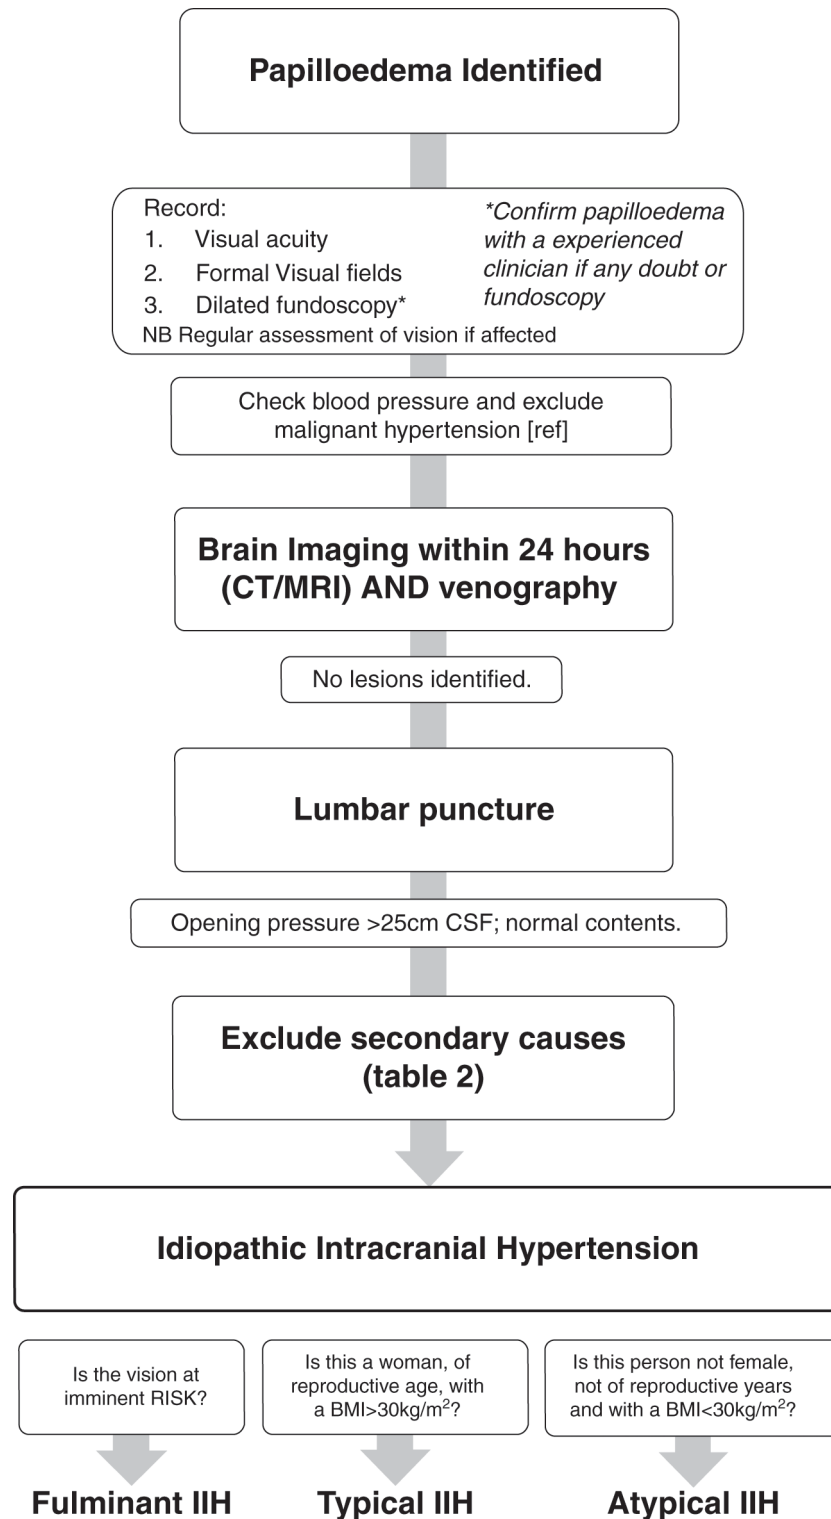 Papilloedema Identified
Record:
1. Visual acuity
2. Formal Visual fields
3. Dilated fundoscopy*
NB Regular assessment of vision if affected
*Confirm papilloedema
with a experienced
clinician if any doubt or
fundoscopy
Check blood pressure and exclude
malignant hypertension [ref]
Brain Imaging within 24 hours
(CT/MRI) AND venography
No lesions identified.
Lumbar puncture
Opening pressure >25cm CSF; normal contents.
Exclude secondary causes
(table 2)
Idiopathic Intracranial Hypertension
Is the vision at
imminent RISK?
Fulminant IIH
Is this a woman, of
reproductive age, with
a BMI>30kg/m²?
Typical IIH
Is this person not female,
not of reproductive years
and with a BMI<30kg/m²?
Atypical IIH